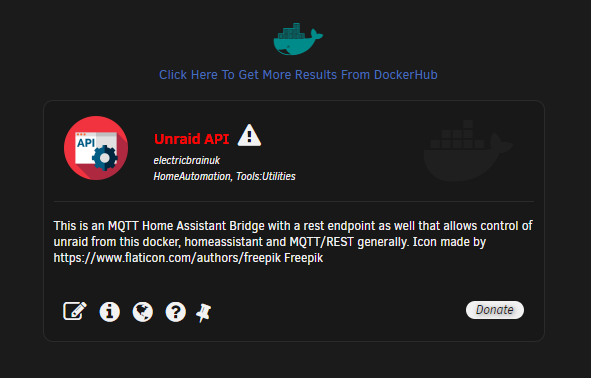 Click Here To Get More Results From DockerHub
API
Unraid API
electricbrainuk
HomeAutomation, Tools:Utilities
This is an MQTT Home Assistant Bridge with a rest endpoint as well that allows control of
unraid from this docker, homeassistant and MQTT/REST generally. Icon made by
https://www.flaticon.com/authors/freepik Freepik
Donate